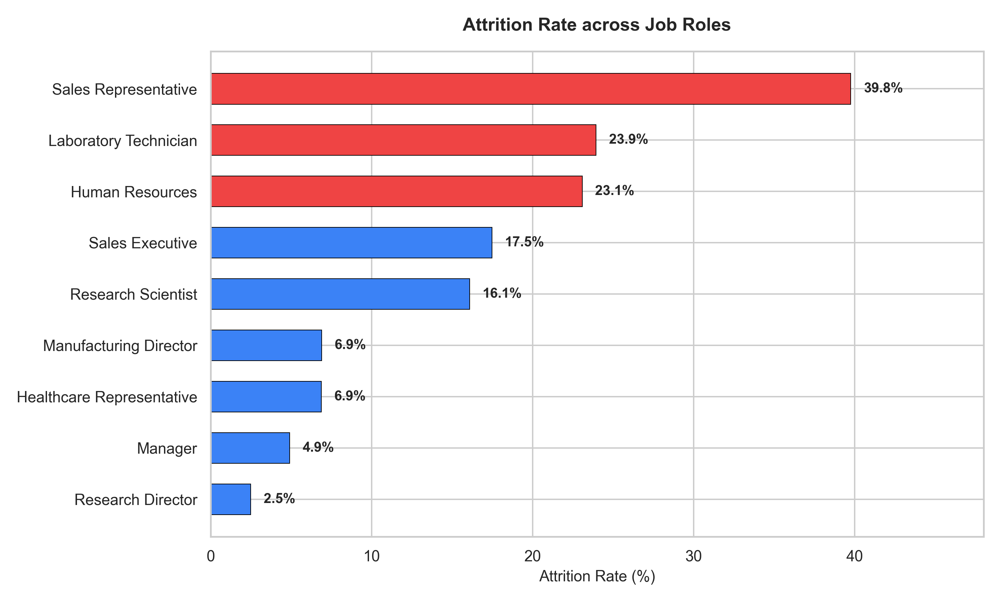 Attrition Rate across Job Roles
Sales Representative 39.8%
Laboratory Technician 23.9%
Human Resources 23.1%
Sales Executive 17.5%
Research Scientist 16.1%
Manufacturing Director 6.9%
Healthcare Representative 6.9%
Manager 4.9%
Research Director 2.5%
0 10 20 30 40
Attrition Rate (%)